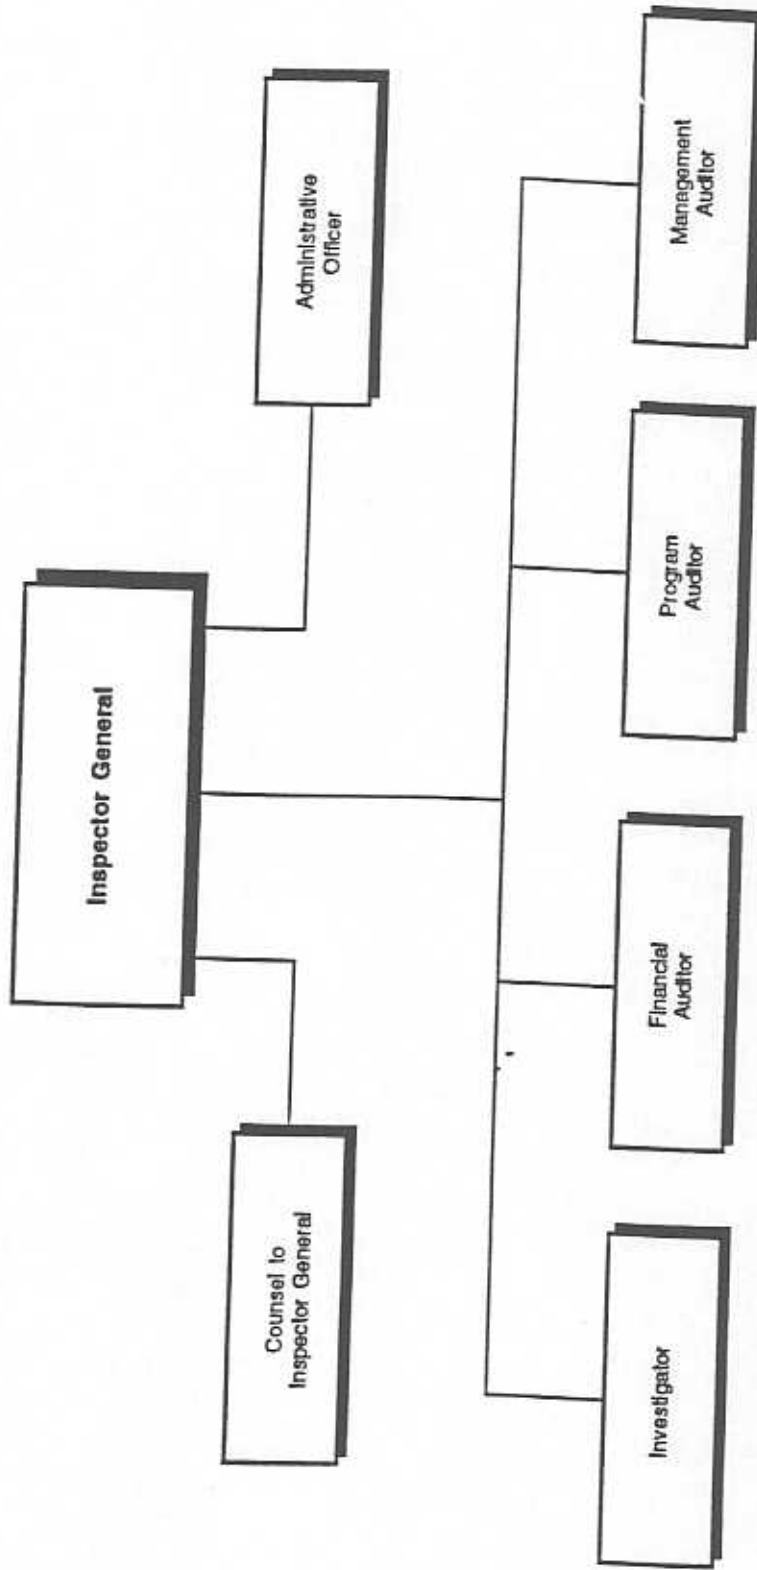 Inspector General
Counsel to
Inspector General
Administrative
Officer
Investigator
Financial
Auditor
Program
Auditor
Management
Auditor